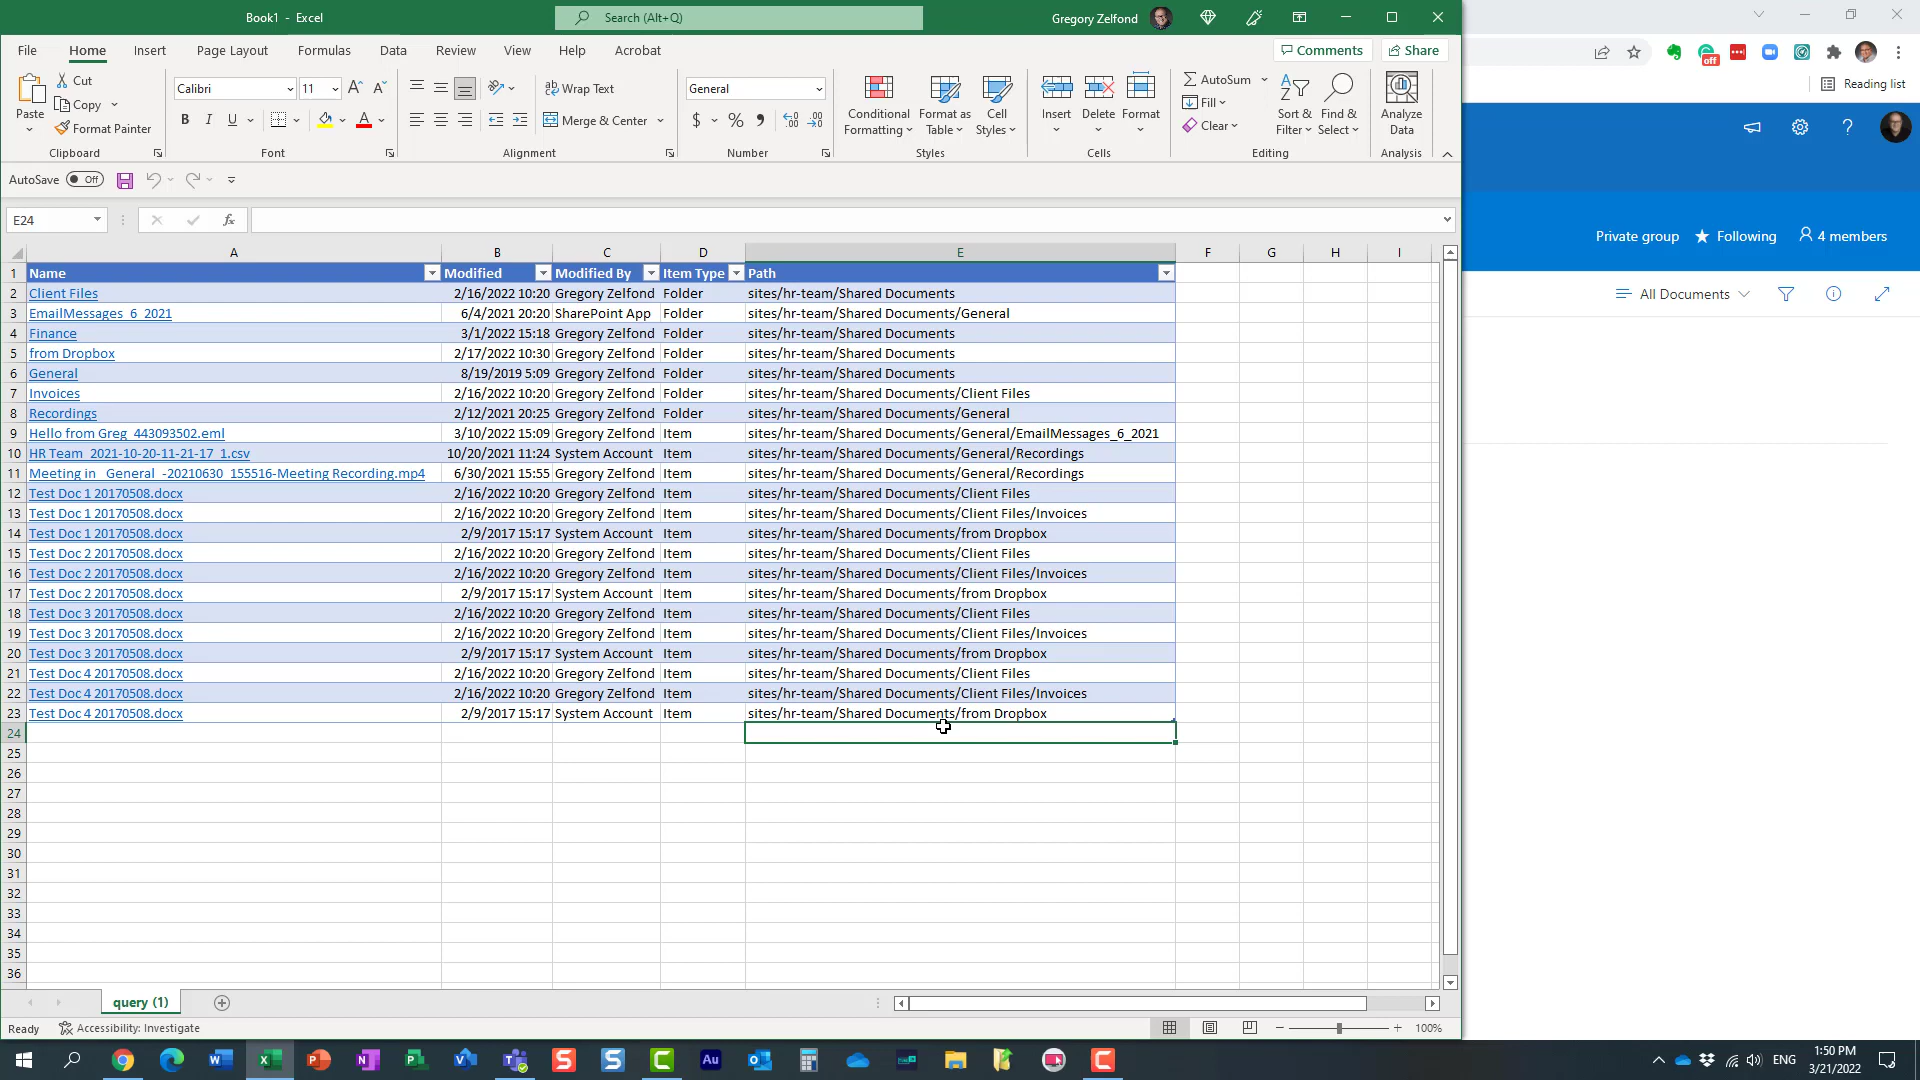 Book1 - Excel
Search (Alt+Q)
Gregory Zelfond
File Home Insert Page Layout Formulas Data Review View Help Acrobat
Comments Share
Paste
Cut
Copy
Format Painter
Clipboard
Calibri 11
B I U
Font
Wrap Text
Merge & Center
Alignment
General
$ % ,
Number
Conditional Formatting
Format as Table
Cell Styles
Styles
Insert Delete Format
Cells
AutoSum
Fill
Clear
Sort & Filter
Find & Select
Editing
Analyze Data
Analysis
off
Reading list
Private group Following 4 members
All Documents
AutoSave Off
E24 fx
A B C D E F G H I
1 Name Modified Modified By Item Type Path
2 Client Files 2/16/2022 10:20 Gregory Zelfond Folder sites/hr-team/Shared Documents
3 EmailMessages_6_2021 6/4/2021 20:20 SharePoint App Folder sites/hr-team/Shared Documents/General
4 Finance 3/1/2022 15:18 Gregory Zelfond Folder sites/hr-team/Shared Documents
5 from Dropbox 2/17/2022 10:30 Gregory Zelfond Folder sites/hr-team/Shared Documents
6 General 8/19/2019 5:09 Gregory Zelfond Folder sites/hr-team/Shared Documents
7 Invoices 2/16/2022 10:20 Gregory Zelfond Folder sites/hr-team/Shared Documents/Client Files
8 Recordings 2/12/2021 20:25 Gregory Zelfond Folder sites/hr-team/Shared Documents/General
9 Hello from Greg_443093502.eml 3/10/2022 15:09 Gregory Zelfond Item sites/hr-team/Shared Documents/General/EmailMessages_6_2021
10 HR Team_2021-10-20-11-21-17_1.csv 10/20/2021 11:24 System Account Item sites/hr-team/Shared Documents/General/Recordings
11 Meeting in _General_-20210630_155516-Meeting Recording.mp4 6/30/2021 15:55 Gregory Zelfond Item sites/hr-team/Shared Documents/General/Recordings
12 Test Doc 1 20170508.docx 2/16/2022 10:20 Gregory Zelfond Item sites/hr-team/Shared Documents/Client Files
13 Test Doc 1 20170508.docx 2/16/2022 10:20 Gregory Zelfond Item sites/hr-team/Shared Documents/Client Files/Invoices
14 Test Doc 1 20170508.docx 2/9/2017 15:17 System Account Item sites/hr-team/Shared Documents/from Dropbox
15 Test Doc 2 20170508.docx 2/16/2022 10:20 Gregory Zelfond Item sites/hr-team/Shared Documents/Client Files
16 Test Doc 2 20170508.docx 2/16/2022 10:20 Gregory Zelfond Item sites/hr-team/Shared Documents/Client Files/Invoices
17 Test Doc 2 20170508.docx 2/9/2017 15:17 System Account Item sites/hr-team/Shared Documents/from Dropbox
18 Test Doc 3 20170508.docx 2/16/2022 10:20 Gregory Zelfond Item sites/hr-team/Shared Documents/Client Files
19 Test Doc 3 20170508.docx 2/16/2022 10:20 Gregory Zelfond Item sites/hr-team/Shared Documents/Client Files/Invoices
20 Test Doc 3 20170508.docx 2/9/2017 15:17 System Account Item sites/hr-team/Shared Documents/from Dropbox
21 Test Doc 4 20170508.docx 2/16/2022 10:20 Gregory Zelfond Item sites/hr-team/Shared Documents/Client Files
22 Test Doc 4 20170508.docx 2/16/2022 10:20 Gregory Zelfond Item sites/hr-team/Shared Documents/Client Files/Invoices
23 Test Doc 4 20170508.docx 2/9/2017 15:17 System Account Item sites/hr-team/Shared Documents/from Dropbox
24
25
26
27
28
29
30
31
32
33
34
35
36
query (1)
Ready Accessibility: Investigate 100%
ENG
1:50 PM
3/21/2022